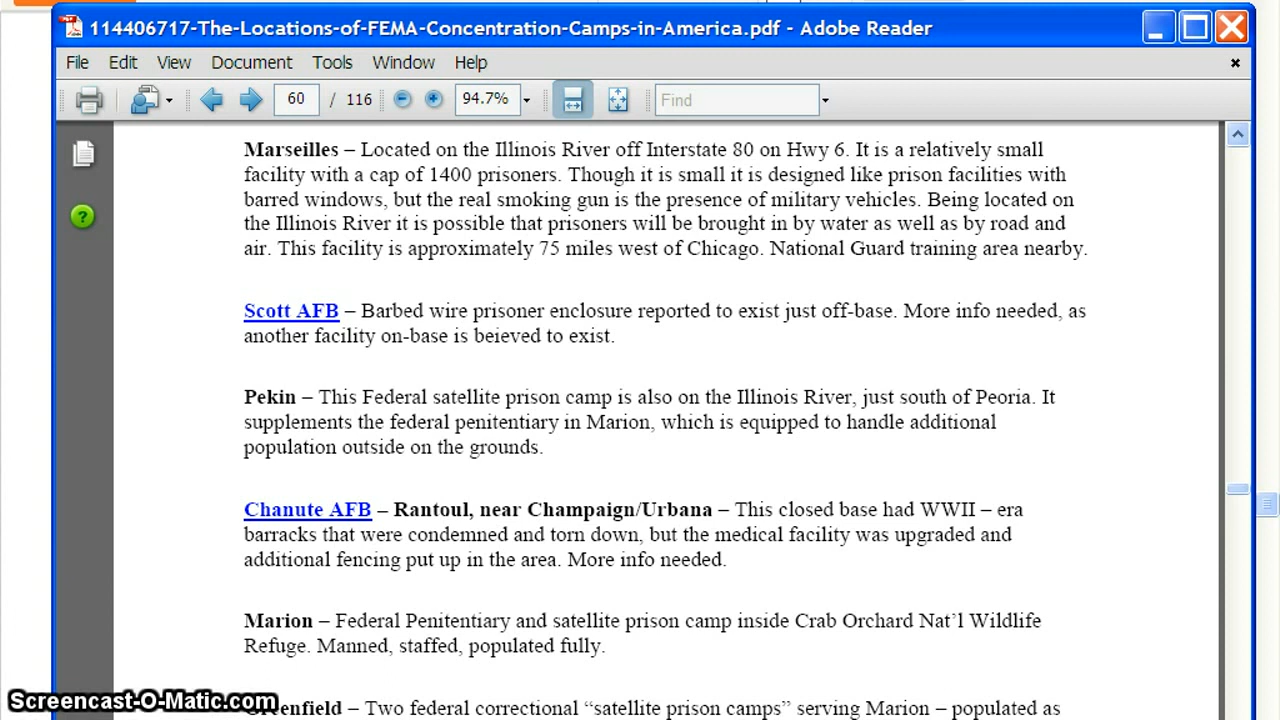 114406717-The-Locations-of-FEMA-Concentration-Camps-in-America.pdf - Adobe Reader
File Edit View Document Tools Window Help
60 / 116 94.7% Find
Marseilles – Located on the Illinois River off Interstate 80 on Hwy 6. It is a relatively small
facility with a cap of 1400 prisoners. Though it is small it is designed like prison facilities with
barred windows, but the real smoking gun is the presence of military vehicles. Being located on
the Illinois River it is possible that prisoners will be brought in by water as well as by road and
air. This facility is approximately 75 miles west of Chicago. National Guard training area nearby.
Scott AFB – Barbed wire prisoner enclosure reported to exist just off-base. More info needed, as
another facility on-base is beieved to exist.
Pekin – This Federal satellite prison camp is also on the Illinois River, just south of Peoria. It
supplements the federal penitentiary in Marion, which is equipped to handle additional
population outside on the grounds.
Chanute AFB – Rantoul, near Champaign/Urbana – This closed base had WWII – era
barracks that were condemned and torn down, but the medical facility was upgraded and
additional fencing put up in the area. More info needed.
Marion – Federal Penitentiary and satellite prison camp inside Crab Orchard Nat’l Wildlife
Refuge. Manned, staffed, populated fully.
Greenfield – Two federal correctional “satellite prison camps” serving Marion – populated as
Screencast-O-Matic.com